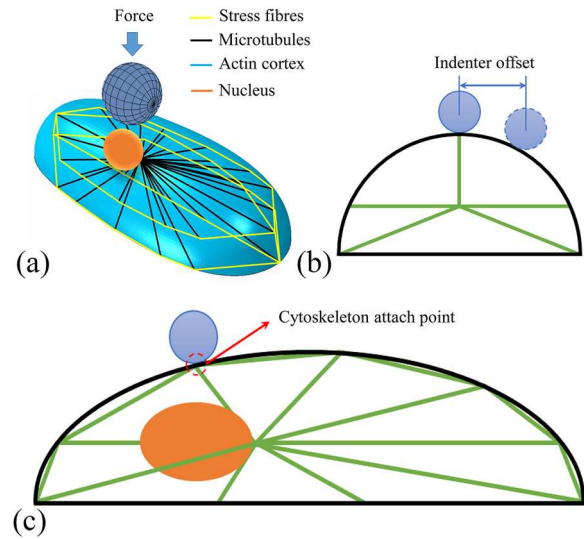 Force
Stress fibres
Microtubules
Actin cortex
Nucleus
(a)
Indenter offset
(b)
Cytoskeleton attach point
(c)